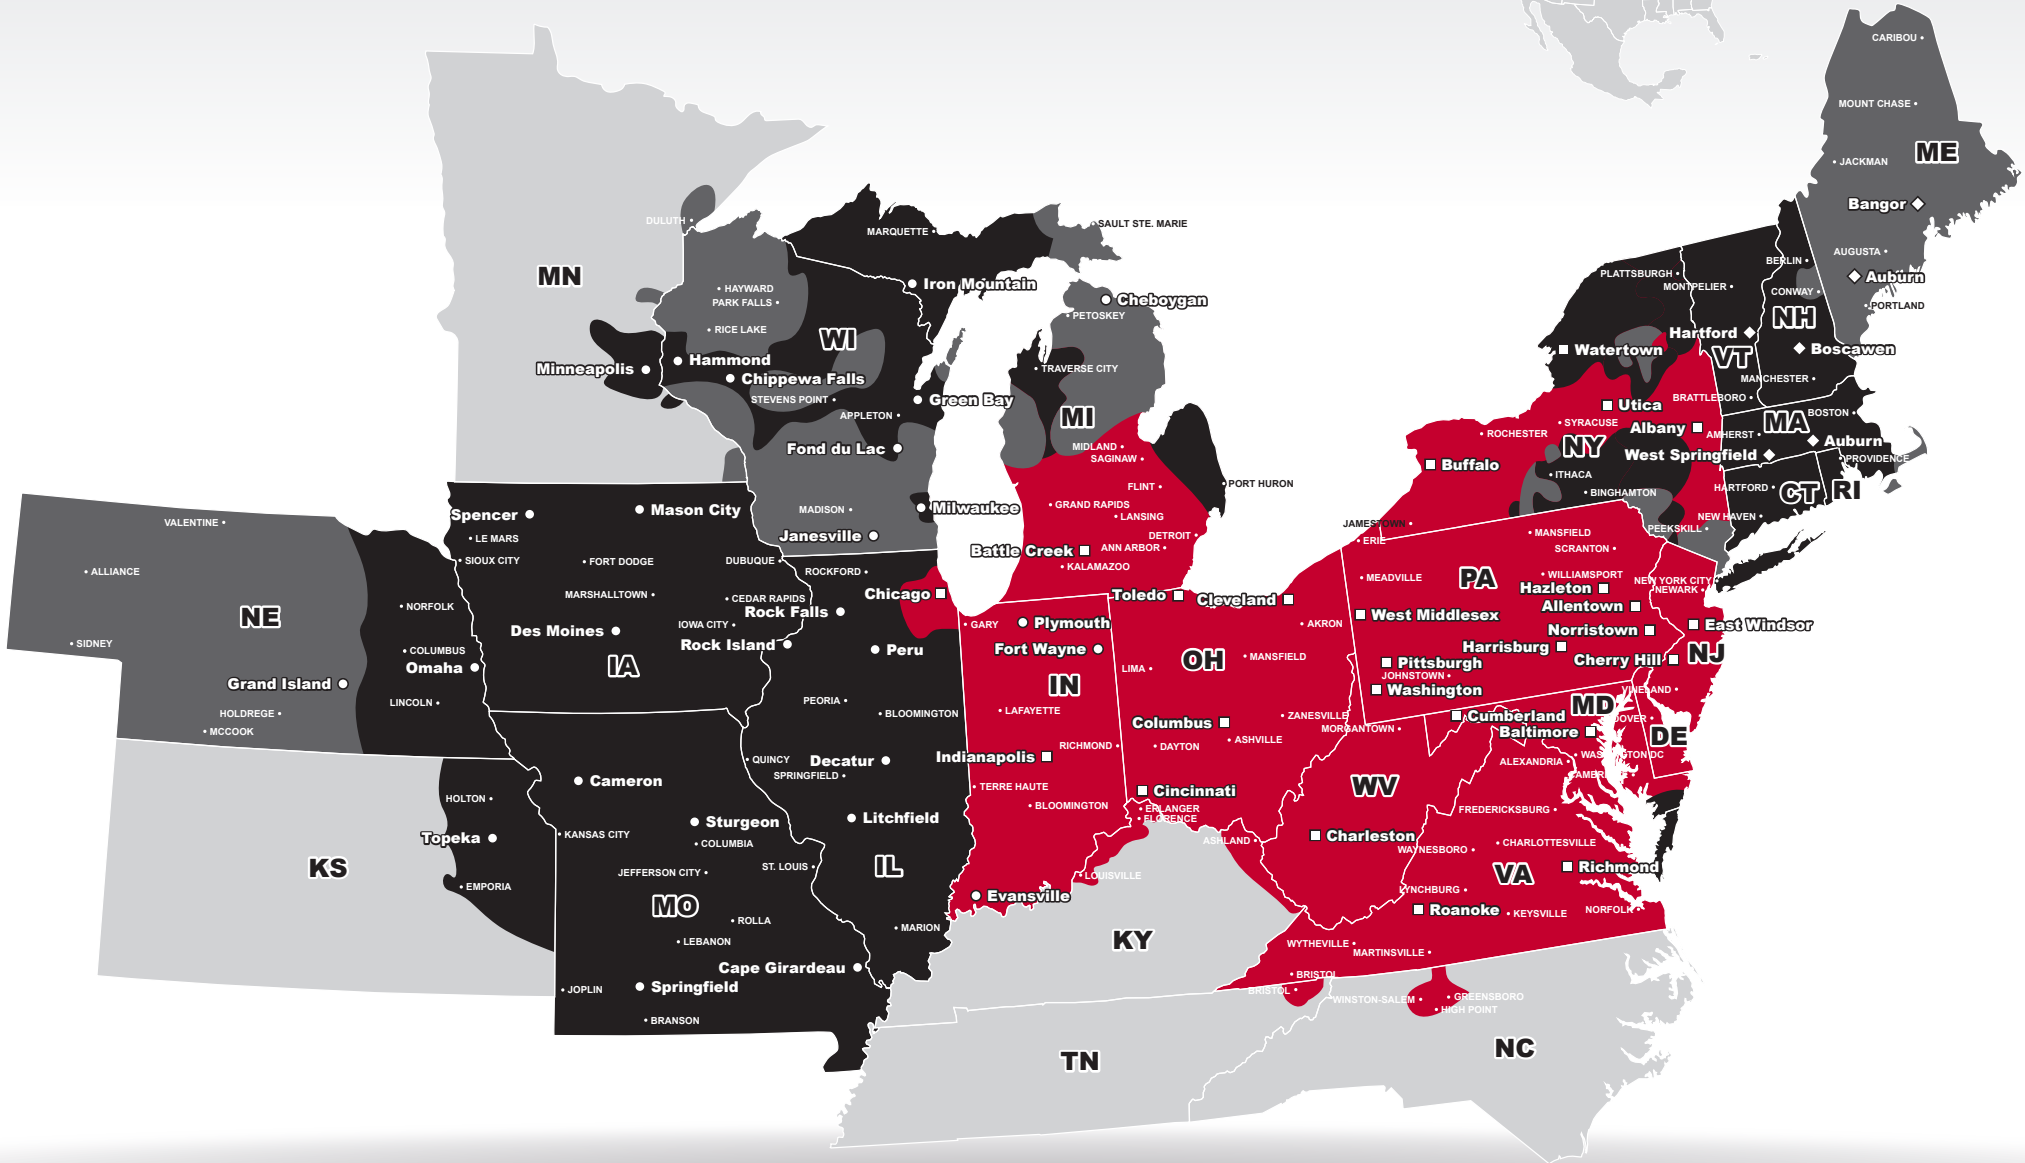 CARIBOU
MOUNT CHASE
ME
JACKMAN
Bangor
AUGUSTA
Auburn
PORTLAND
DULUTH
MN
MARQUETTE
SAULT STE. MARIE
Iron Mountain
Cheboygan
PETOSKEY
HAYWARD
PARK FALLS
RICE LAKE
WI
Hammond
Minneapolis
Chippewa Falls
STEVENS POINT
Green Bay
APPLETON
TRAVERSE CITY
MI
Fond du Lac
MIDLAND
SAGINAW
FLINT
PORT HURON
GRAND RAPIDS
LANSING
DETROIT
Battle Creek
ANN ARBOR
KALAMAZOO
MADISON
Milwaukee
Janesville
PLATTSBURGH
MONTPELIER
BERLIN
CONWAY
NH
Hartford
VT
Boscawen
Watertown
MANCHESTER
BRATTLEBORO
Utica
SYRACUSE
ROCHESTER
Albany
AMHERST
MA
BOSTON
Auburn
NY
West Springfield
PROVIDENCE
Buffalo
ITHACA
BINGHAMTON
HARTFORD
CT
RI
NEW HAVEN
PEEKSKILL
JAMESTOWN
ERIE
MANSFIELD
SCRANTON
MEADVILLE
PA
WILLIAMSPORT
NEW YORK CITY
NEWARK
Hazleton
Allentown
West Middlesex
Norristown
East Windsor
Harrisburg
Cherry Hill
NJ
Pittsburgh
JOHNSTOWN
Washington
VINELAND
VALENTINE
ALLIANCE
NE
SIDNEY
Grand Island
HOLDREGE
MCCOOK
NORFOLK
COLUMBUS
Omaha
LINCOLN
Spencer
Mason City
LE MARS
SIOUX CITY
FORT DODGE
DUBUQUE
MARSHALLTOWN
CEDAR RAPIDS
IOWA CITY
Des Moines
IA
ROCKFORD
Chicago
Rock Falls
Rock Island
Peru
PEORIA
BLOOMINGTON
QUINCY
Decatur
SPRINGFIELD
Litchfield
IL
MARION
GARY
Plymouth
Fort Wayne
IN
LAFAYETTE
Indianapolis
RICHMOND
TERRE HAUTE
BLOOMINGTON
Evansville
Toledo
Cleveland
AKRON
LIMA
OH
MANSFIELD
Columbus
ZANESVILLE
DAYTON
ASHVILLE
Cincinnati
ERLANGER
FLORENCE
ASHLAND
LOUISVILLE
KY
MORGANTOWN
Cumberland
MD
Baltimore
DOVER
DE
WASHINGTON DC
ALEXANDRIA
CAMBRIDGE
WV
FREDERICKSBURG
Charleston
WAYNESBORO
CHARLOTTESVILLE
VA
Richmond
LYNCHBURG
Roanoke
KEYSVILLE
NORFOLK
WYTHEVILLE
MARTINSVILLE
BRISTOL
BRISTOL
WINSTON-SALEM
GREENSBORO
HIGH POINT
NC
TN
KS
HOLTON
Topeka
EMPORIA
Cameron
KANSAS CITY
Sturgeon
COLUMBIA
JEFFERSON CITY
ST. LOUIS
MO
ROLLA
LEBANON
Cape Girardeau
JOPLIN
Springfield
BRANSON